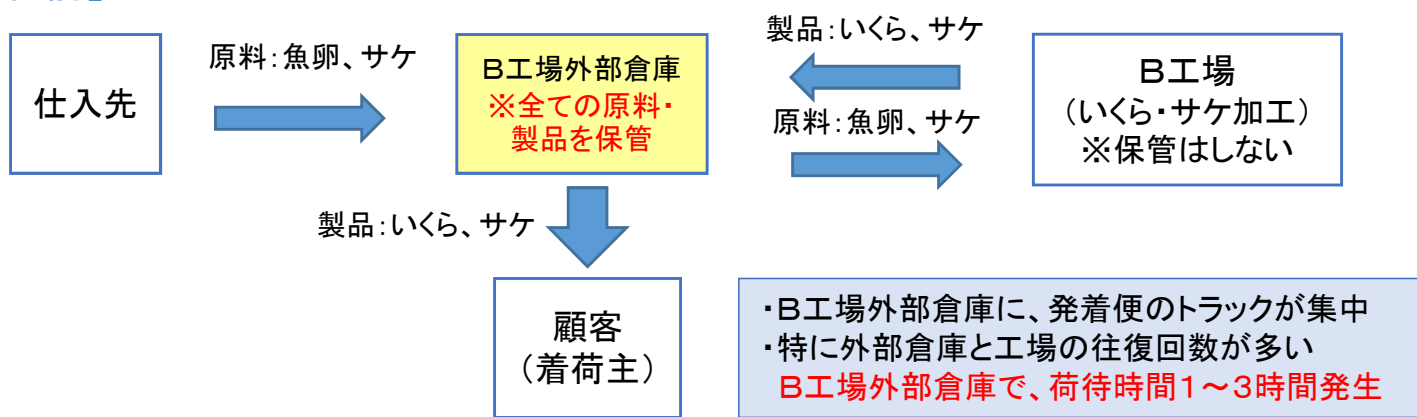 仕入先
原料:魚卵、サケ
B工場外部倉庫
※全ての原料・
製品を保管
製品:いくら、サケ
原料:魚卵、サケ
B工場
(いくら・サケ加工)
※保管はしない
製品:いくら、サケ
顧客
(着荷主)
・B工場外部倉庫に、発着便のトラックが集中
・特に外部倉庫と工場の往復回数が多い
B工場外部倉庫で、荷待時間1~3時間発生